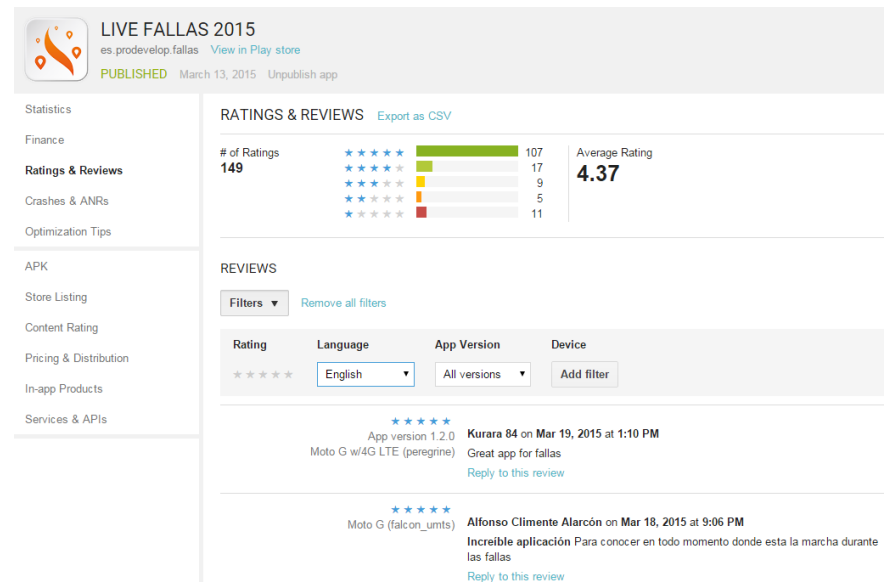 LIVE FALLAS 2015
es.prodevelop.fallas View in Play store
PUBLISHED March 13, 2015 Unpublish app
Statistics
Finance
Ratings & Reviews
Crashes & ANRs
Optimization Tips
APK
Store Listing
Content Rating
Pricing & Distribution
In-app Products
Services & APIs
RATINGS & REVIEWS Export as CSV
# of Ratings
149
107
17
9
5
11
Average Rating
4.37
REVIEWS
Filters Remove all filters
Rating Language App Version Device
English All versions Add filter
App version 1.2.0
Moto G w/4G LTE (peregrine)
Kurara 84 on Mar 19, 2015 at 1:10 PM
Great app for fallas
Reply to this review
Moto G (falcon_umts)
Alfonso Climente Alarcón on Mar 18, 2015 at 9:06 PM
Increíble aplicación Para conocer en todo momento donde esta la marcha durante
las fallas
Reply to this review